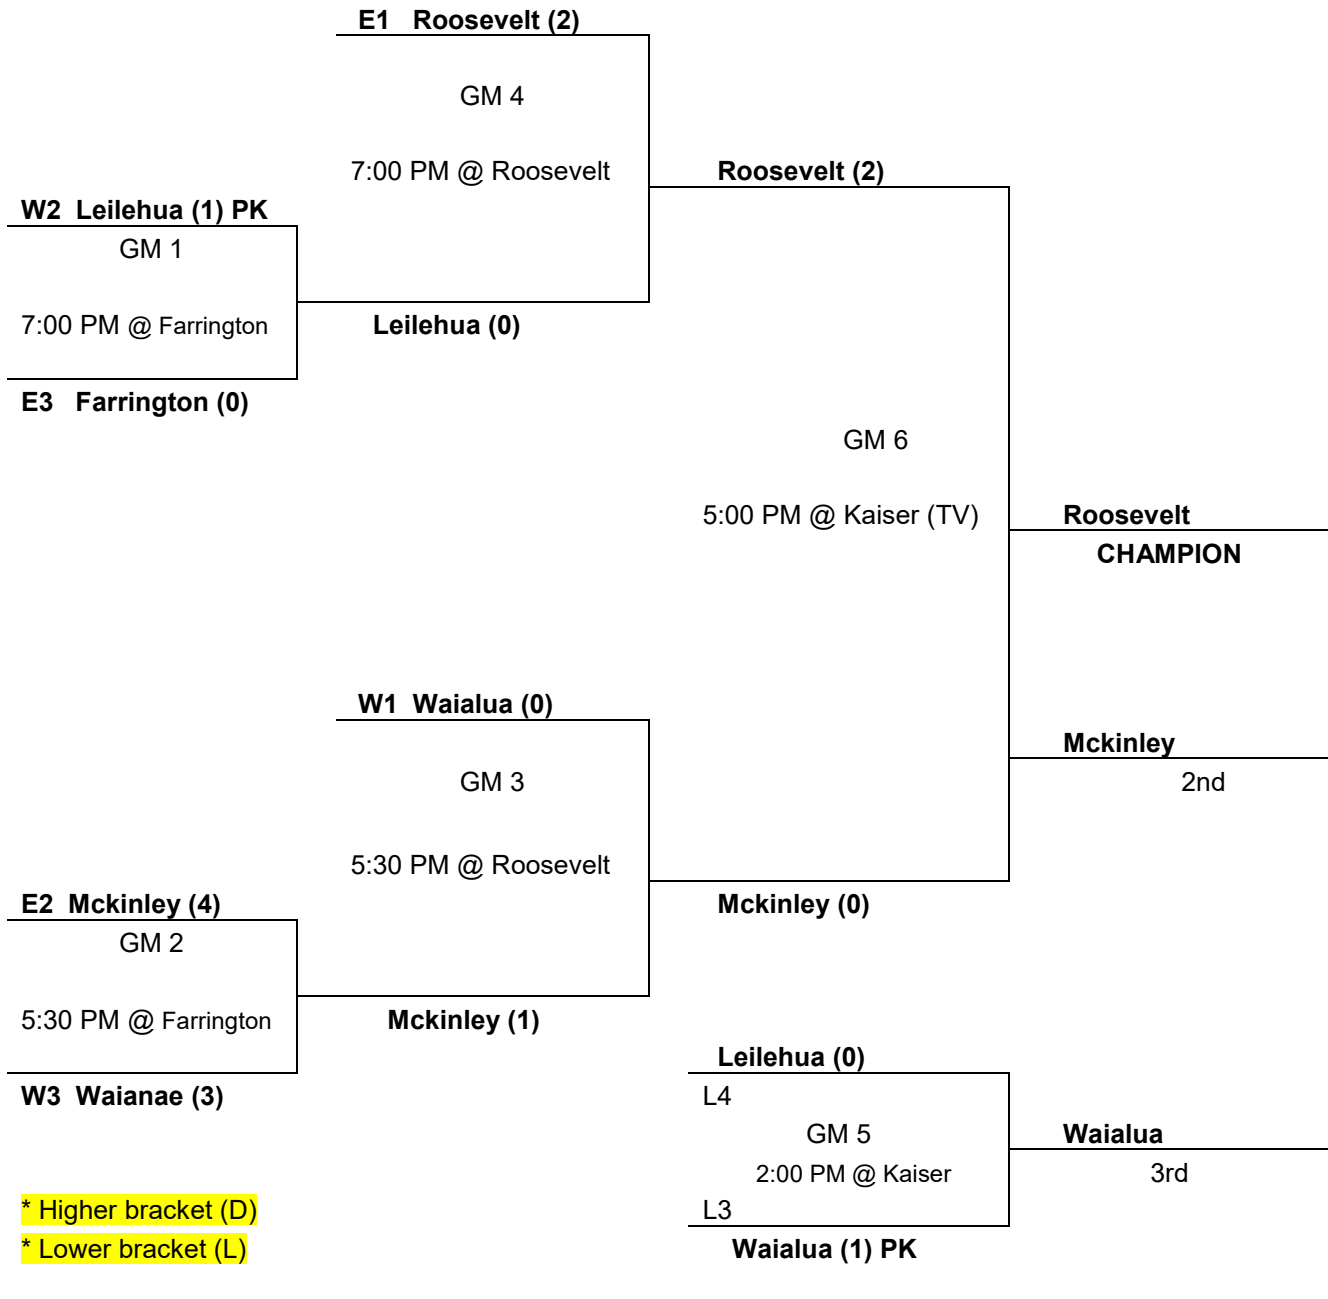 E1 Roosevelt (2)
GM 4
7:00 PM @ Roosevelt
Roosevelt (2)
W2 Leilehua (1) PK
GM 1
7:00 PM @ Farrington
Leilehua (0)
E3 Farrington (0)
GM 6
5:00 PM @ Kaiser (TV)
Roosevelt
CHAMPION
W1 Waialua (0)
Mckinley
2nd
GM 3
5:30 PM @ Roosevelt
E2 Mckinley (4)
Mckinley (0)
GM 2
5:30 PM @ Farrington
Mckinley (1)
W3 Waianae (3)
Leilehua (0)
L4
GM 5
2:00 PM @ Kaiser
L3
Waialua (1) PK
Waialua
3rd
* Higher bracket (D)
* Lower bracket (L)